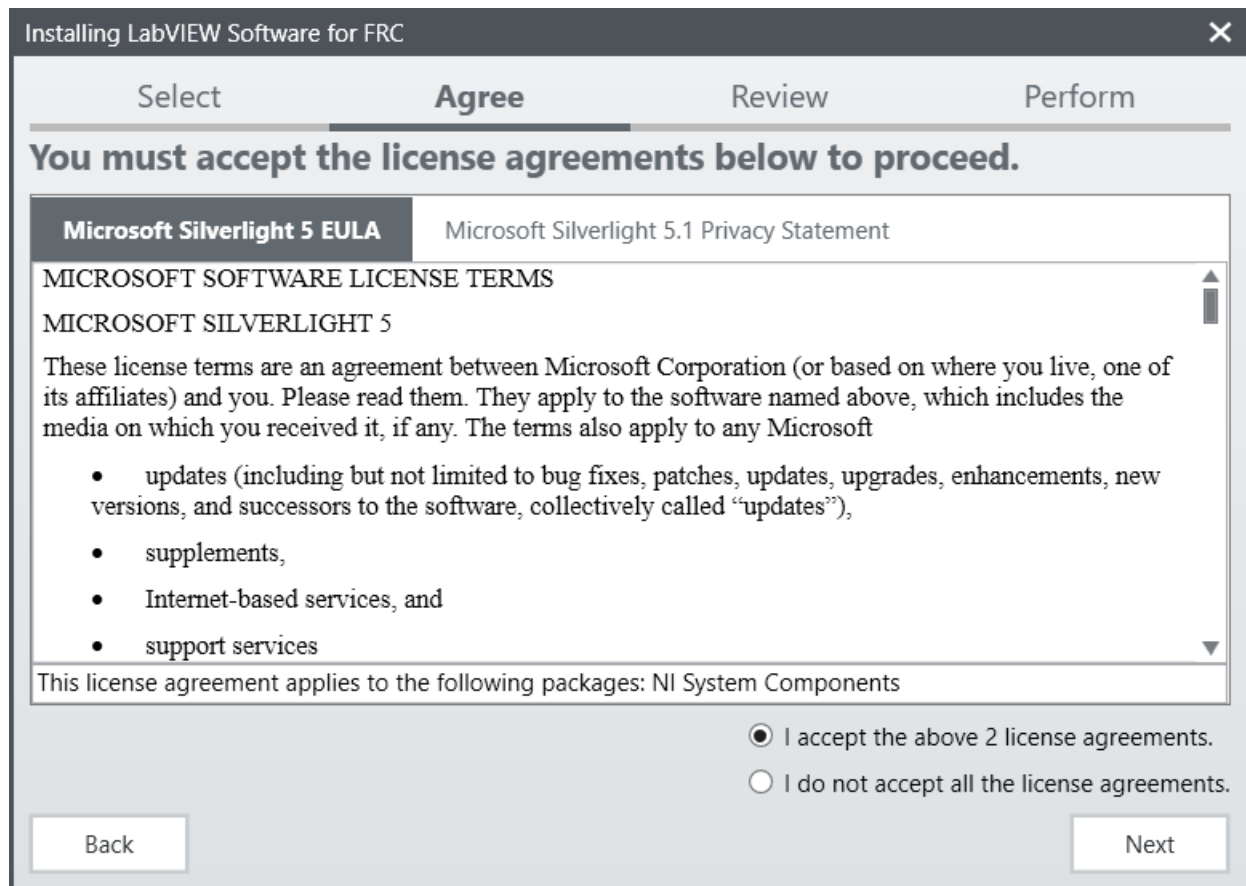 Installing LabVIEW Software for FRC
Select Agree Review Perform
You must accept the license agreements below to proceed.
Microsoft Silverlight 5 EULA Microsoft Silverlight 5.1 Privacy Statement
MICROSOFT SOFTWARE LICENSE TERMS
MICROSOFT SILVERLIGHT 5
These license terms are an agreement between Microsoft Corporation (or based on where you live, one of
its affiliates) and you. Please read them. They apply to the software named above, which includes the
media on which you received it, if any. The terms also apply to any Microsoft
• updates (including but not limited to bug fixes, patches, updates, upgrades, enhancements, new
versions, and successors to the software, collectively called “updates”),
• supplements,
• Internet-based services, and
• support services
This license agreement applies to the following packages: NI System Components
I accept the above 2 license agreements.
I do not accept all the license agreements.
Back Next